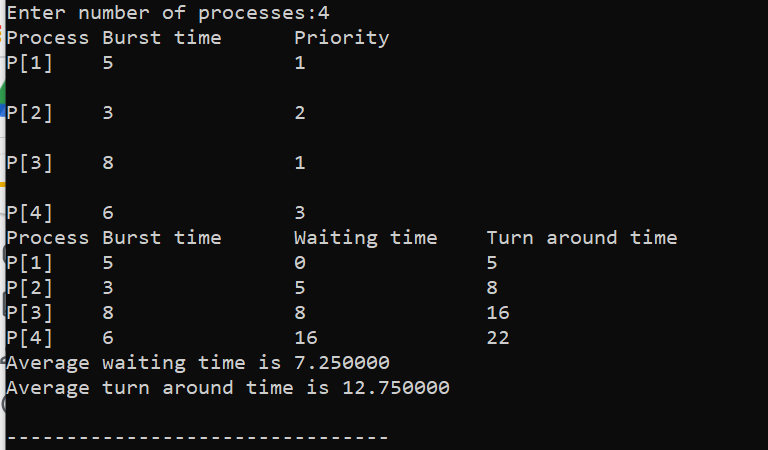 Enter number of processes:4
Process Burst time Priority
P[1] 5 1
P[2] 3 2
P[3] 8 1
P[4] 6 3
Process Burst time Waiting time Turn around time
P[1] 5 0 5
P[2] 3 5 8
P[3] 8 8 16
P[4] 6 16 22
Average waiting time is 7.250000
Average turn around time is 12.750000
--------------------------------